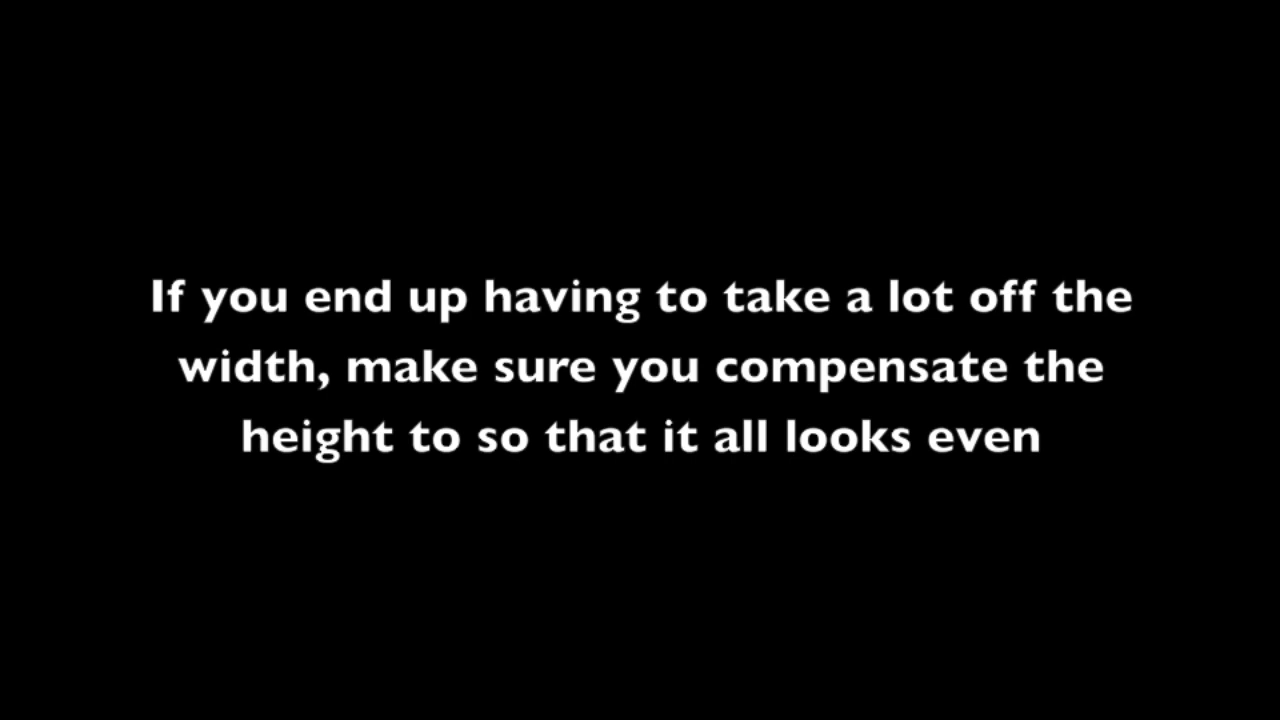 If you end up having to take a lot off the
width, make sure you compensate the
height to so that it all looks even